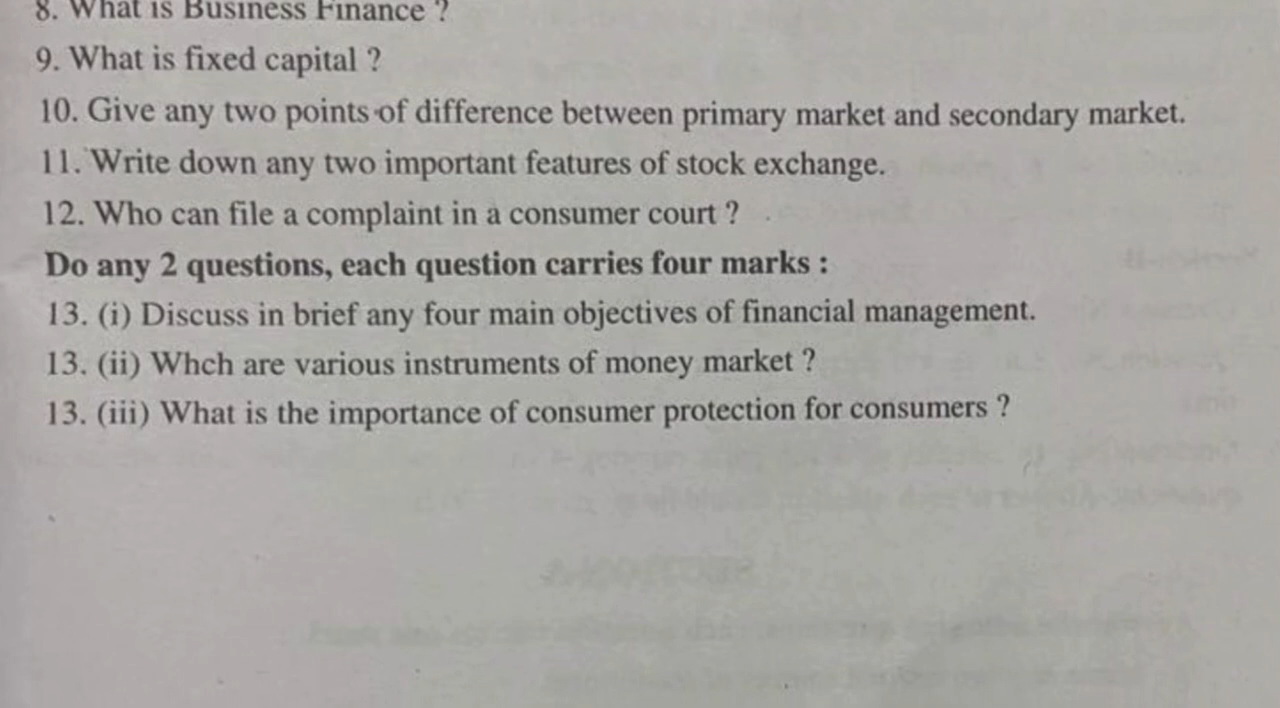 8. What is Business Finance ?
9. What is fixed capital ?
10. Give any two points of difference between primary market and secondary market.
11. Write down any two important features of stock exchange.
12. Who can file a complaint in a consumer court ?
Do any 2 questions, each question carries four marks :
13. (i) Discuss in brief any four main objectives of financial management.
13. (ii) Whch are various instruments of money market ?
13. (iii) What is the importance of consumer protection for consumers ?